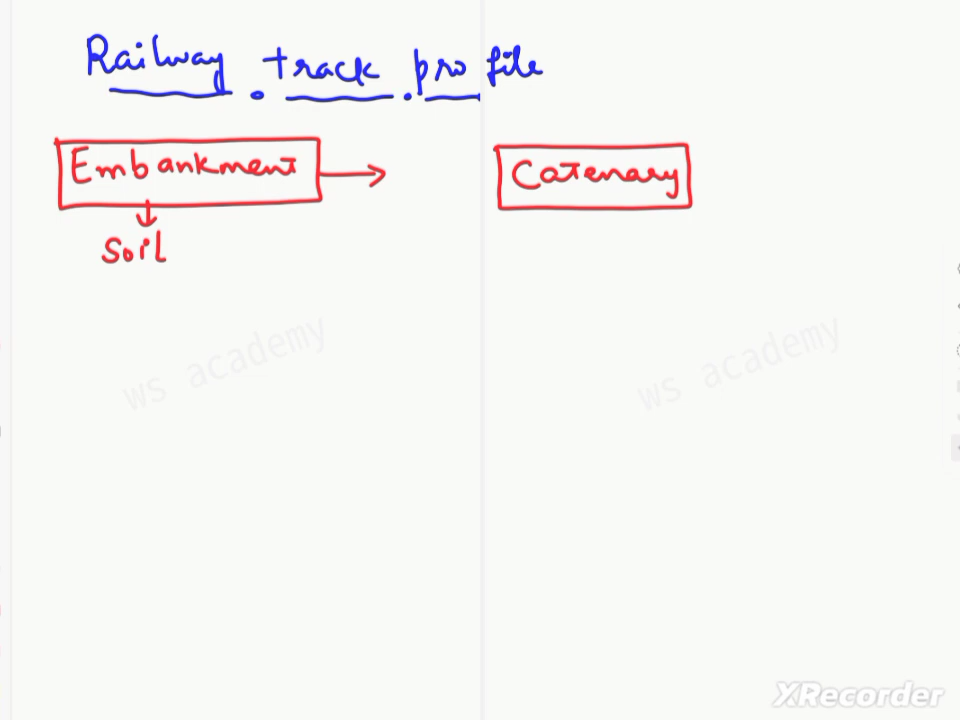 Railway track profile
Embankment
Catenary
Soil
ws academy
ws academy
XRecorder